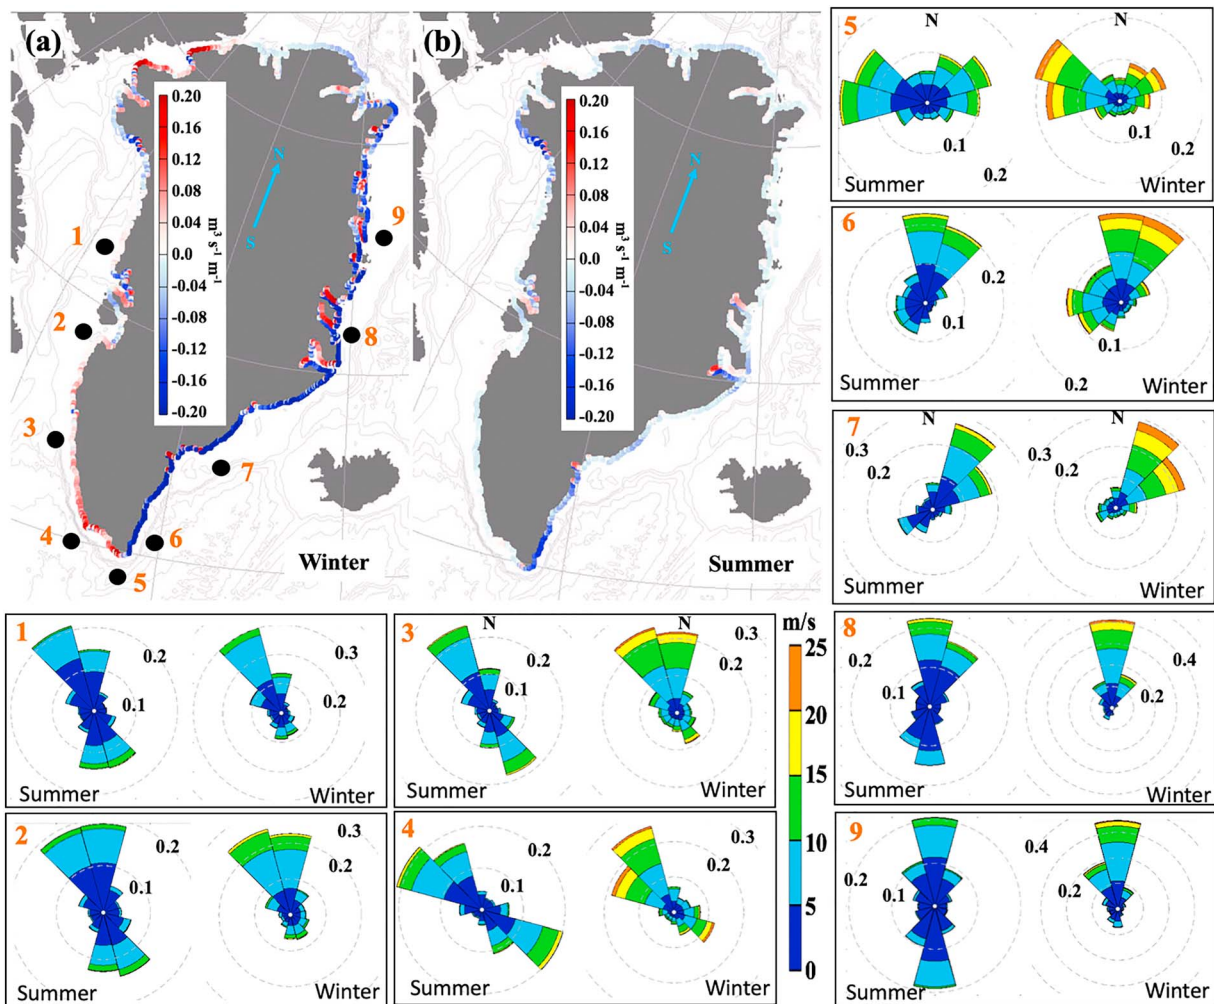 (a)
0.20
0.16
0.12
0.08
0.04
0.0
-0.04
-0.08
-0.12
-0.16
-0.20
m³ s⁻¹ m⁻¹
N
S
1
2
3
4
5
6
7
8
9
Winter
(b)
0.20
0.16
0.12
0.08
0.04
0.0
-0.04
-0.08
-0.12
-0.16
-0.20
m³ s⁻¹ m⁻¹
N
S
Summer
5
N
N
0.1
0.2
0.1
0.2
Summer
Winter
6
0.2
0.1
0.1
0.2
Summer
Winter
7
N
N
0.3
0.2
0.3
0.2
Summer
Winter
1
0.2
0.1
0.3
0.2
Summer
Winter
3
N
N
0.2
0.1
0.3
0.2
Summer
Winter
m/s
25
20
15
10
5
0
8
0.2
0.1
0.4
0.2
Summer
Winter
2
0.2
0.1
0.3
0.2
Summer
Winter
4
0.2
0.1
0.3
0.2
Summer
Winter
9
0.2
0.1
0.4
0.2
Summer
Winter